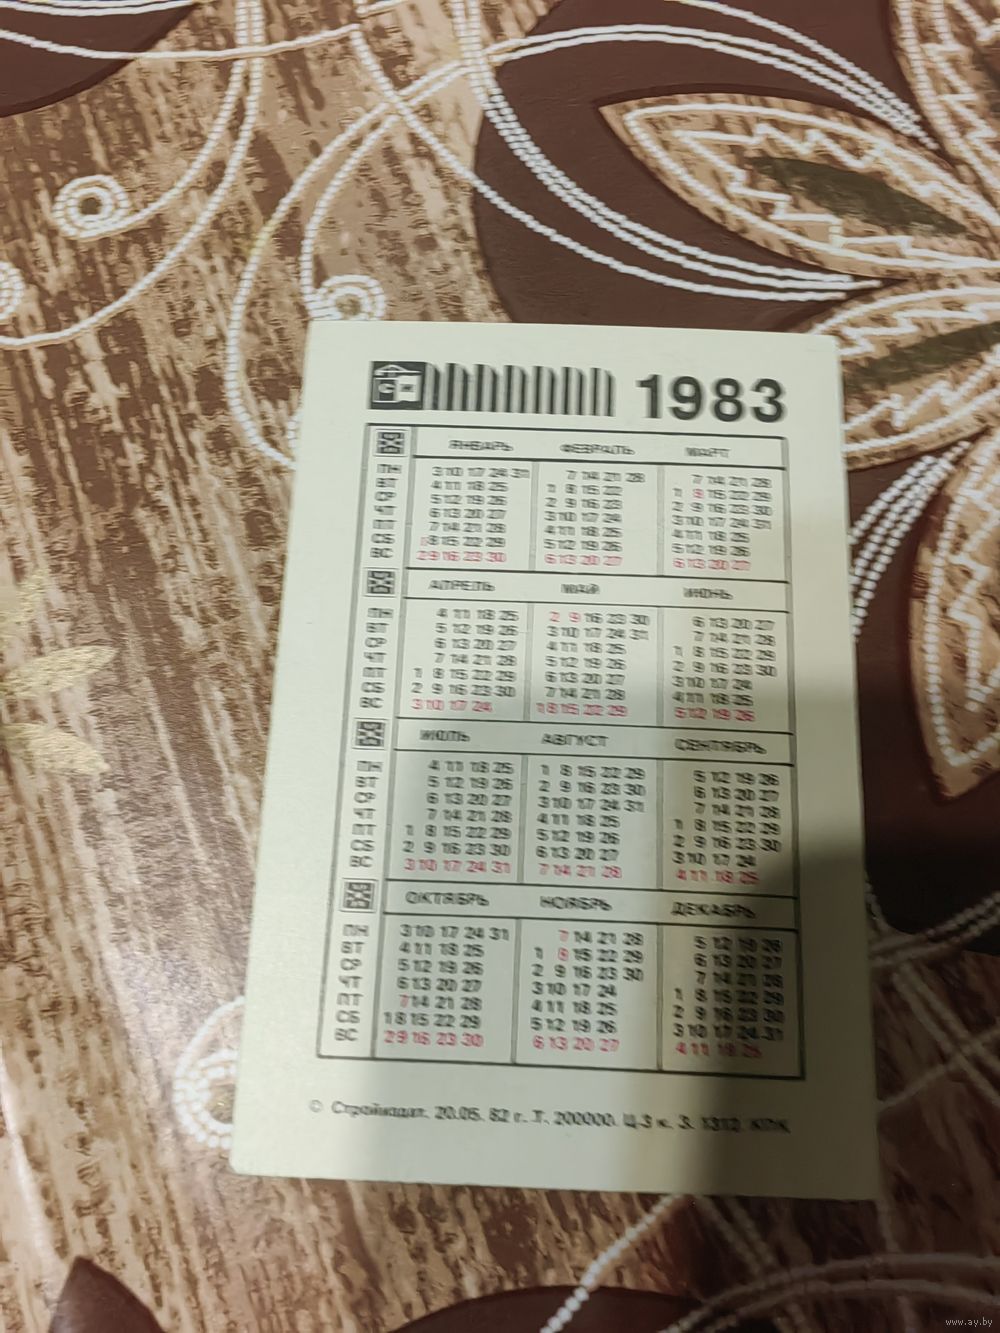 1983
ЯНВАРЬ ФЕВРАЛЬ МАРТ
ПН 3 10 17 24 31 7 14 21 28 7 14 21 28
ВТ 4 11 18 25 1 8 15 22 1 8 15 22 29
СР 5 12 19 26 2 9 16 23 2 9 16 23 30
ЧТ 6 13 20 27 3 10 17 24 3 10 17 24 31
ПТ 7 14 21 28 4 11 18 25 4 11 18 25
СБ 1 8 15 22 29 5 12 19 26 5 12 19 26
ВС 2 9 16 23 30 6 13 20 27 6 13 20 27
АПРЕЛЬ МАЙ ИЮНЬ
ПН 4 11 18 25 2 9 16 23 30 6 13 20 27
ВТ 5 12 19 26 3 10 17 24 31 7 14 21 28
СР 6 13 20 27 4 11 18 25 1 8 15 22 29
ЧТ 7 14 21 28 5 12 19 26 2 9 16 23 30
ПТ 1 8 15 22 29 6 13 20 27 3 10 17 24
СБ 2 9 16 23 30 7 14 21 28 4 11 18 25
ВС 3 10 17 24 1 8 15 22 29 5 12 19 26
ИЮЛЬ АВГУСТ СЕНТЯБРЬ
ПН 4 11 18 25 1 8 15 22 29 5 12 19 26
ВТ 5 12 19 26 2 9 16 23 30 6 13 20 27
СР 6 13 20 27 3 10 17 24 31 7 14 21 28
ЧТ 7 14 21 28 4 11 18 25 1 8 15 22 29
ПТ 1 8 15 22 29 5 12 19 26 2 9 16 23 30
СБ 2 9 16 23 30 6 13 20 27 3 10 17 24
ВС 3 10 17 24 31 7 14 21 28 4 11 18 25
ОКТЯБРЬ НОЯБРЬ ДЕКАБРЬ
ПН 3 10 17 24 31 7 14 21 28 5 12 19 26
ВТ 4 11 18 25 1 8 15 22 29 6 13 20 27
СР 5 12 19 26 2 9 16 23 30 7 14 21 28
ЧТ 6 13 20 27 3 10 17 24 1 8 15 22 29
ПТ 7 14 21 28 4 11 18 25 2 9 16 23 30
СБ 1 8 15 22 29 5 12 19 26 3 10 17 24 31
ВС 2 9 16 23 30 6 13 20 27 4 11 18 25
© Стройиздат. 20.05. 82 г. Т. 200000. Ц-3 к. З. 1312. КПК.
www.ay.by